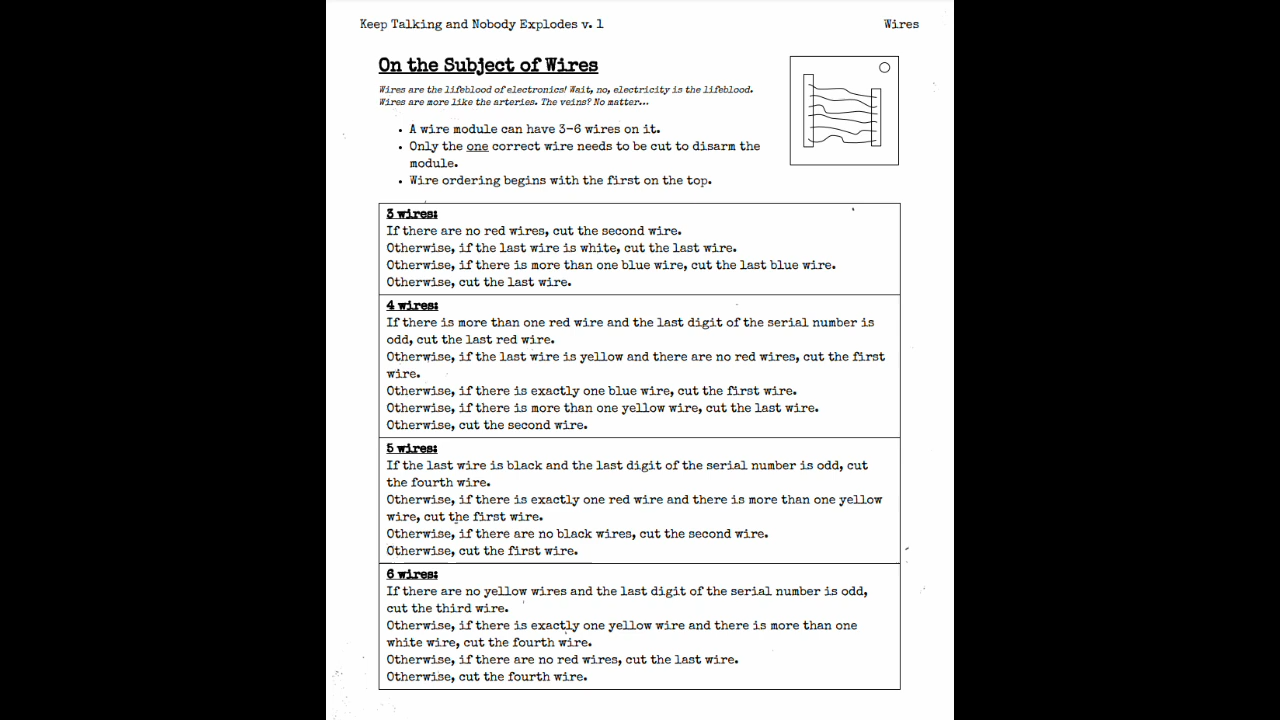 Keep Talking and Nobody Explodes v. 1
Wires
On the Subject of Wires
Wires are the lifeblood of electronics! Wait, no, electricity is the lifeblood.
Wires are more like the arteries. The veins? No matter…
• A wire module can have 3-6 wires on it.
• Only the one correct wire needs to be cut to disarm the
module.
• Wire ordering begins with the first on the top.
3 wires:
If there are no red wires, cut the second wire.
Otherwise, if the last wire is white, cut the last wire.
Otherwise, if there is more than one blue wire, cut the last blue wire.
Otherwise, cut the last wire.
4 wires:
If there is more than one red wire and the last digit of the serial number is
odd, cut the last red wire.
Otherwise, if the last wire is yellow and there are no red wires, cut the first
wire.
Otherwise, if there is exactly one blue wire, cut the first wire.
Otherwise, if there is more than one yellow wire, cut the last wire.
Otherwise, cut the second wire.
5 wires:
If the last wire is black and the last digit of the serial number is odd, cut
the fourth wire.
Otherwise, if there is exactly one red wire and there is more than one yellow
wire, cut the first wire.
Otherwise, if there are no black wires, cut the second wire.
Otherwise, cut the first wire.
6 wires:
If there are no yellow wires and the last digit of the serial number is odd,
cut the third wire.
Otherwise, if there is exactly one yellow wire and there is more than one
white wire, cut the fourth wire.
Otherwise, if there are no red wires, cut the last wire.
Otherwise, cut the fourth wire.